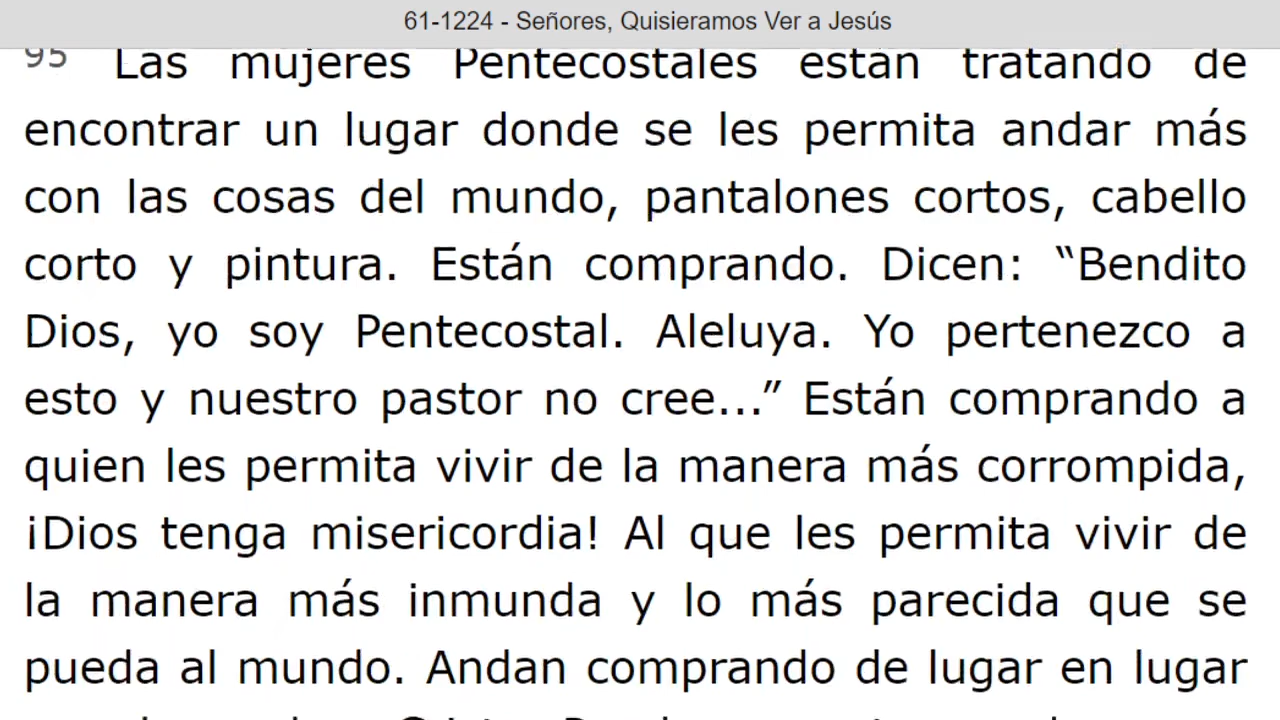 61-1224 - Señores, Quisieramos Ver a Jesús
95 Las mujeres Pentecostales están tratando de
encontrar un lugar donde se les permita andar más
con las cosas del mundo, pantalones cortos, cabello
corto y pintura. Están comprando. Dicen: “Bendito
Dios, yo soy Pentecostal. Aleluya. Yo pertenezco a
esto y nuestro pastor no cree...” Están comprando a
quien les permita vivir de la manera más corrompida,
¡Dios tenga misericordia! Al que les permita vivir de
la manera más inmunda y lo más parecida que se
pueda al mundo. Andan comprando de lugar en lugar